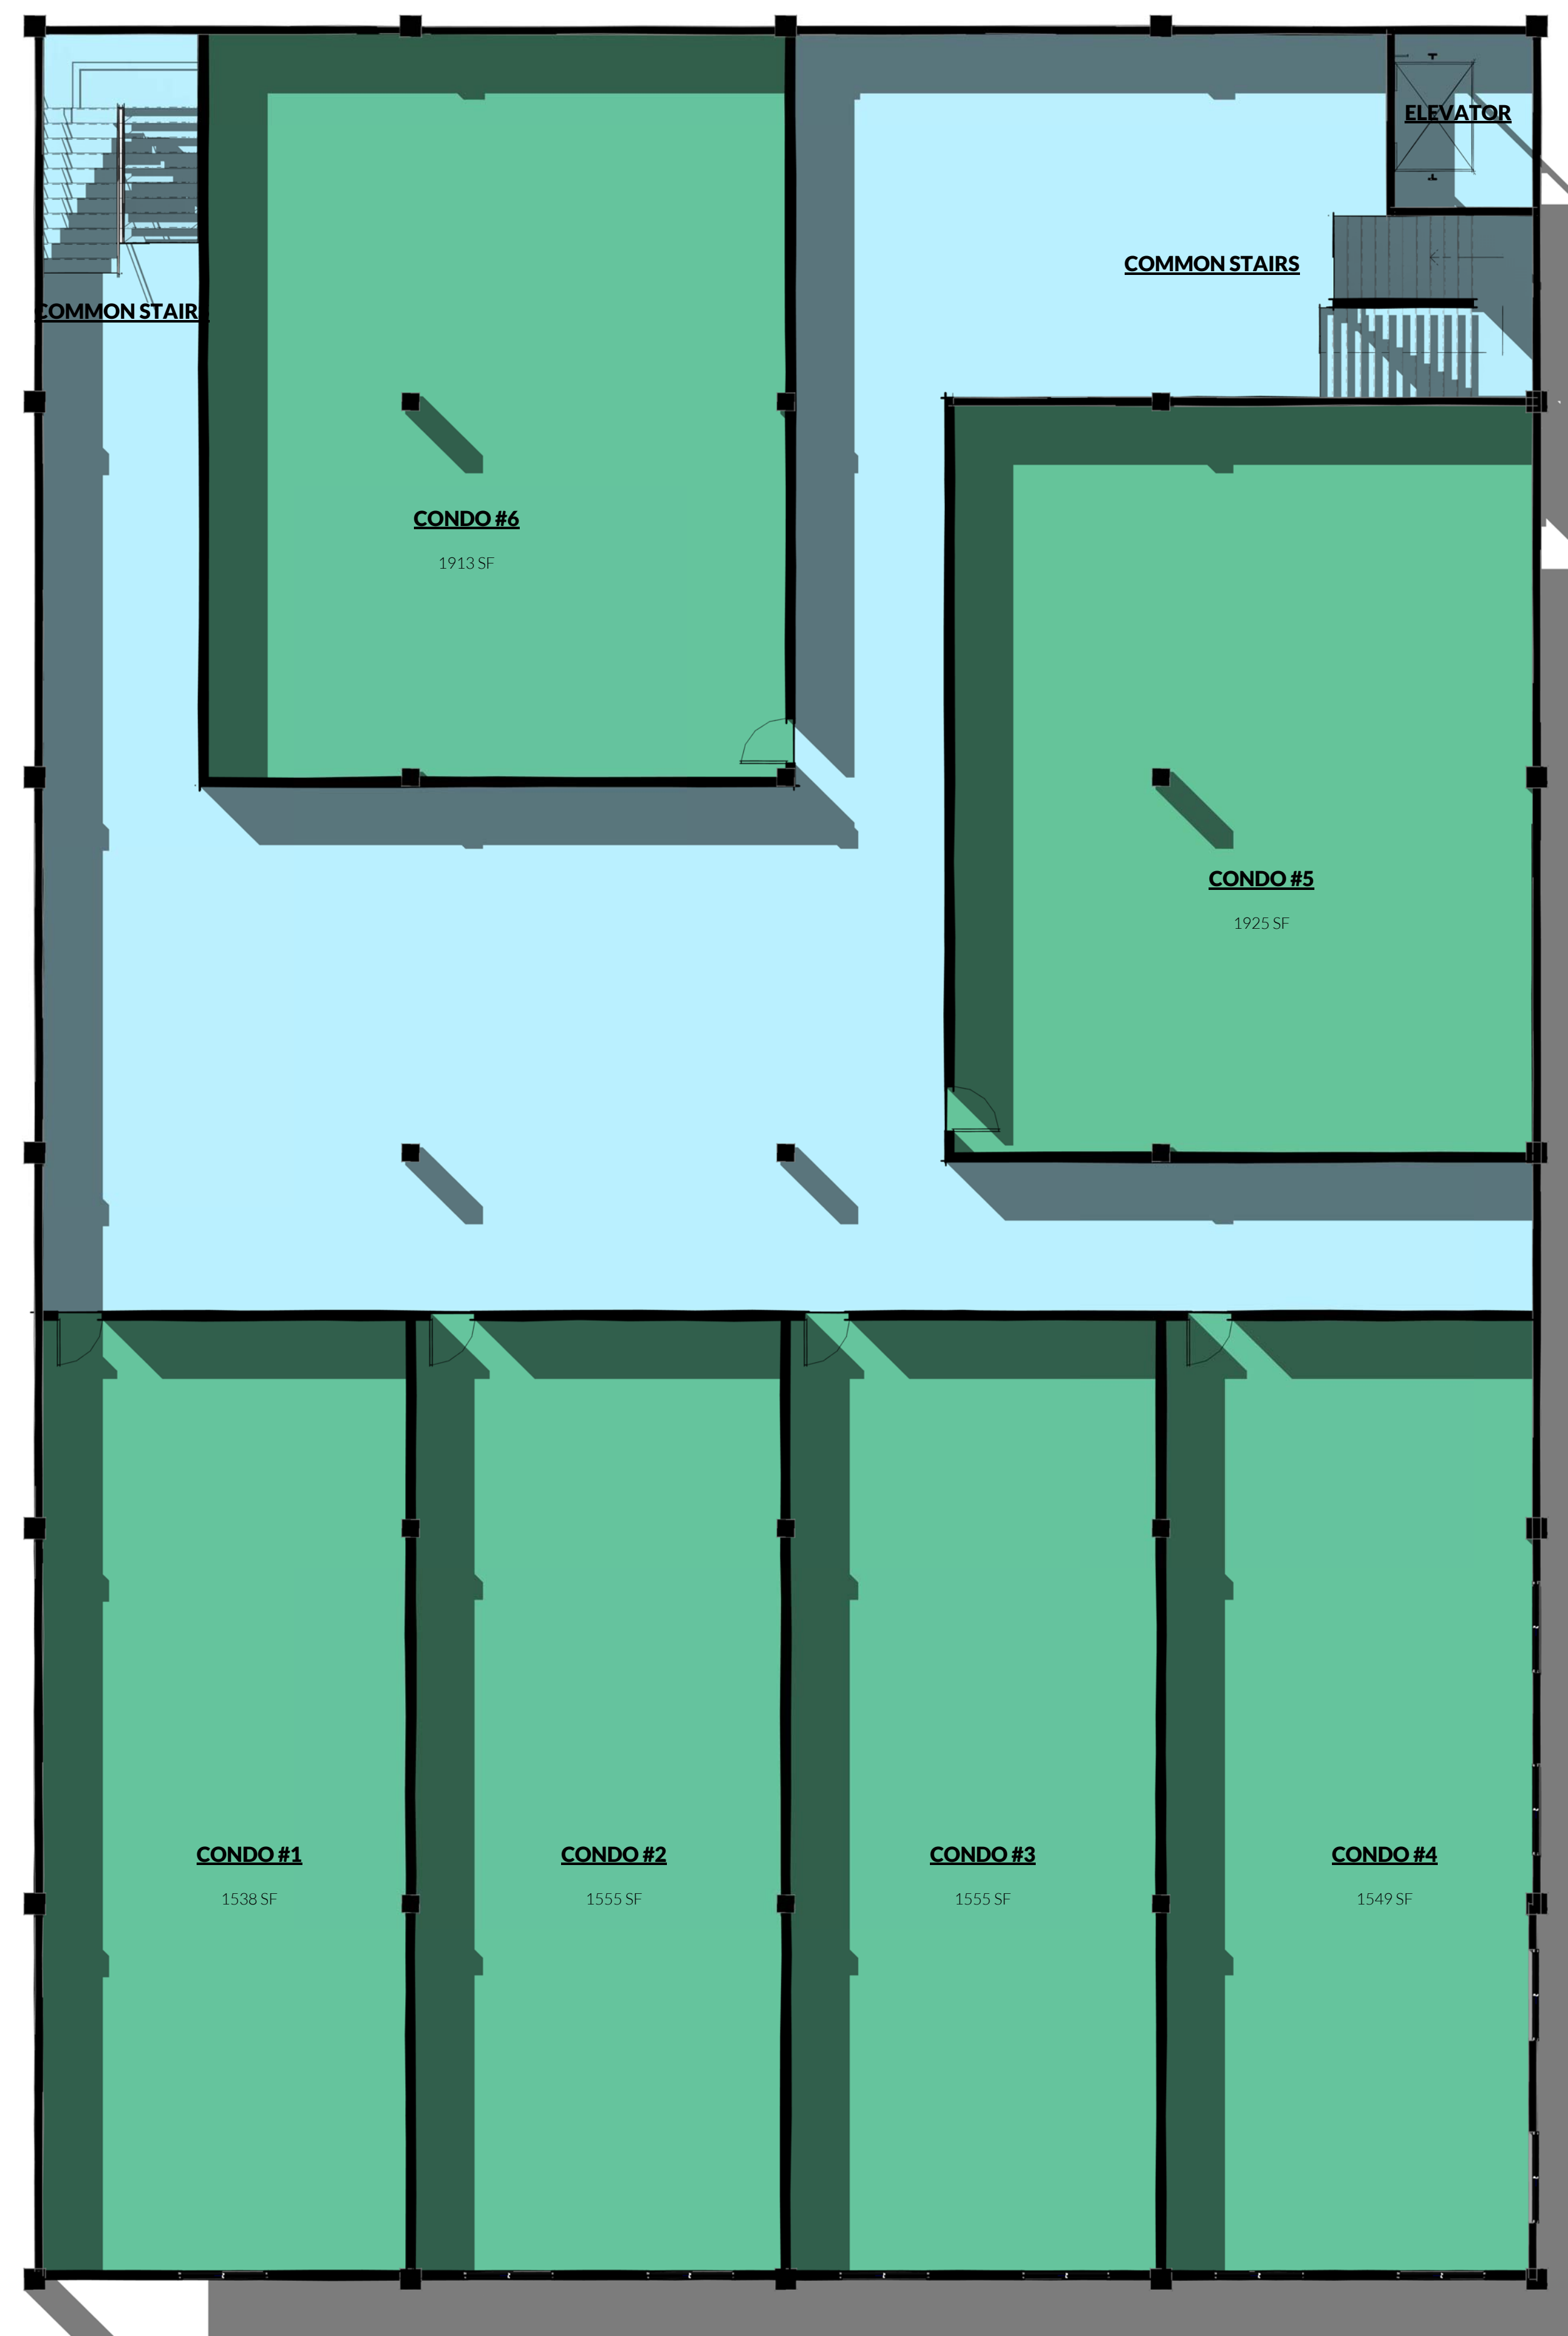 ELEVATOR
COMMON STAIRS
COMMON STAIR
CONDO #6
1913 SF
CONDO #5
1925 SF
CONDO #1
1538 SF
CONDO #2
1555 SF
CONDO #3
1555 SF
CONDO #4
1549 SF